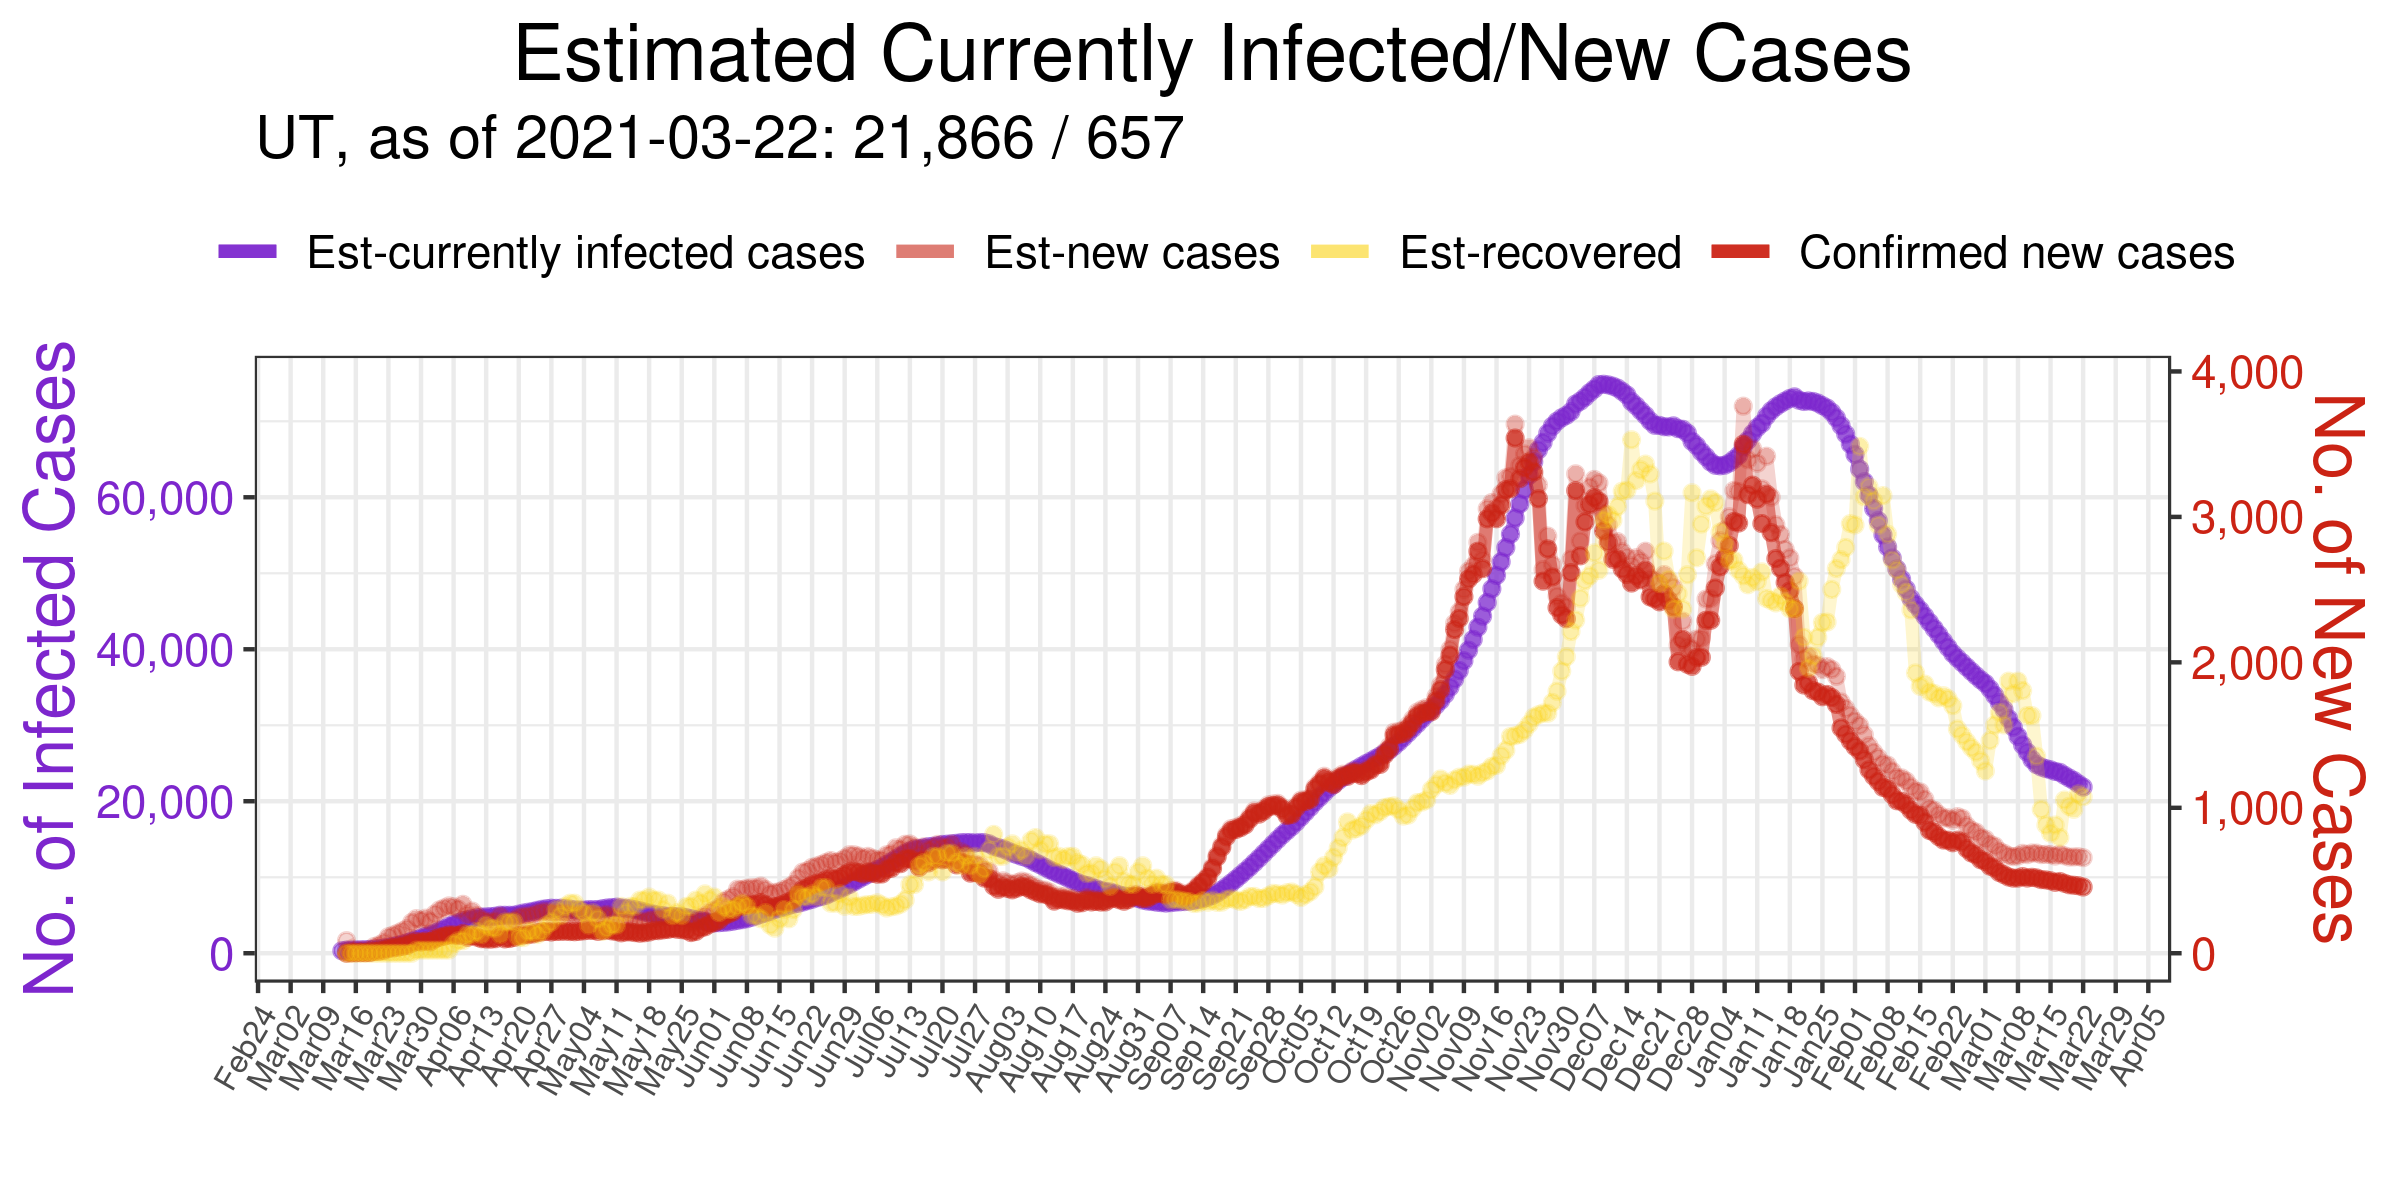 Estimated Currently Infected/New Cases
UT, as of 2021-03-22: 21,866 / 657
Est-currently infected cases Est-new cases Est-recovered Confirmed new cases
No. of Infected Cases
60,000
40,000
20,000
0
4,000
3,000
2,000
1,000
0
No. of New Cases
Feb24 Mar02 Mar09 Mar16 Mar23 Mar30 Apr06 Apr13 Apr20 Apr27 May04 May11 May18 May25 Jun01 Jun08 Jun15 Jun22 Jun29 Jul06 Jul13 Jul20 Jul27 Aug03 Aug10 Aug17 Aug24 Aug31 Sep07 Sep14 Sep21 Sep28 Oct05 Oct12 Oct19 Oct26 Nov02 Nov09 Nov16 Nov23 Nov30 Dec07 Dec14 Dec21 Dec28 Jan04 Jan11 Jan18 Jan25 Feb01 Feb08 Feb15 Feb22 Mar01 Mar08 Mar15 Mar22 Mar29 Apr05